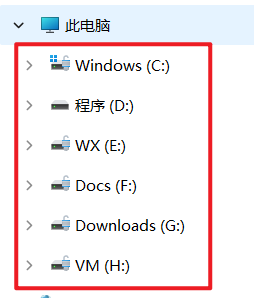 此电脑
Windows (C:)
程序 (D:)
WX (E:)
Docs (F:)
Downloads (G:)
VM (H:)